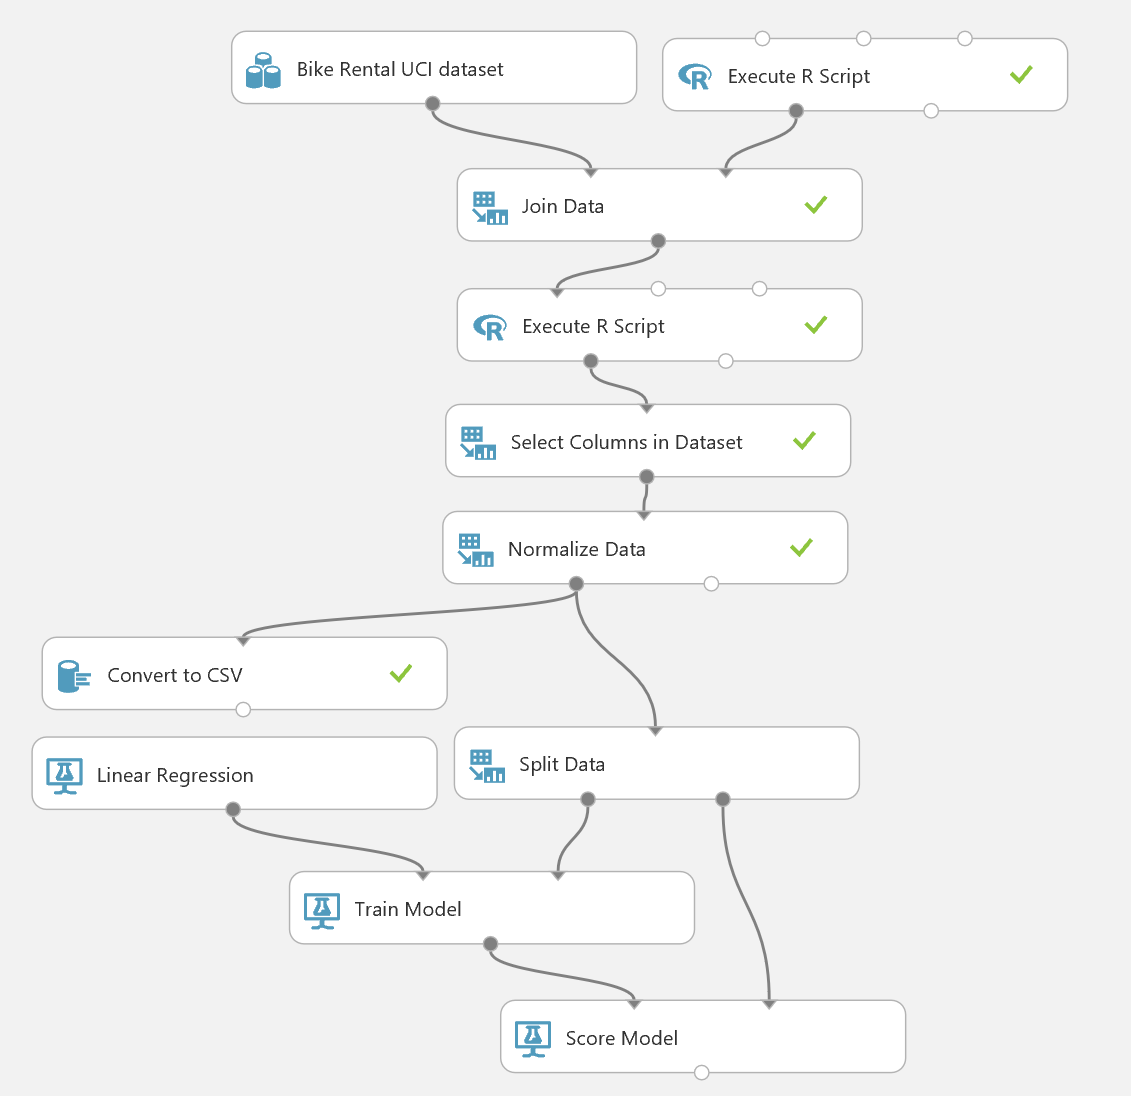 Bike Rental UCI dataset
Execute R Script
Join Data
Execute R Script
Select Columns in Dataset
Normalize Data
Convert to CSV
Split Data
Linear Regression
Train Model
Score Model